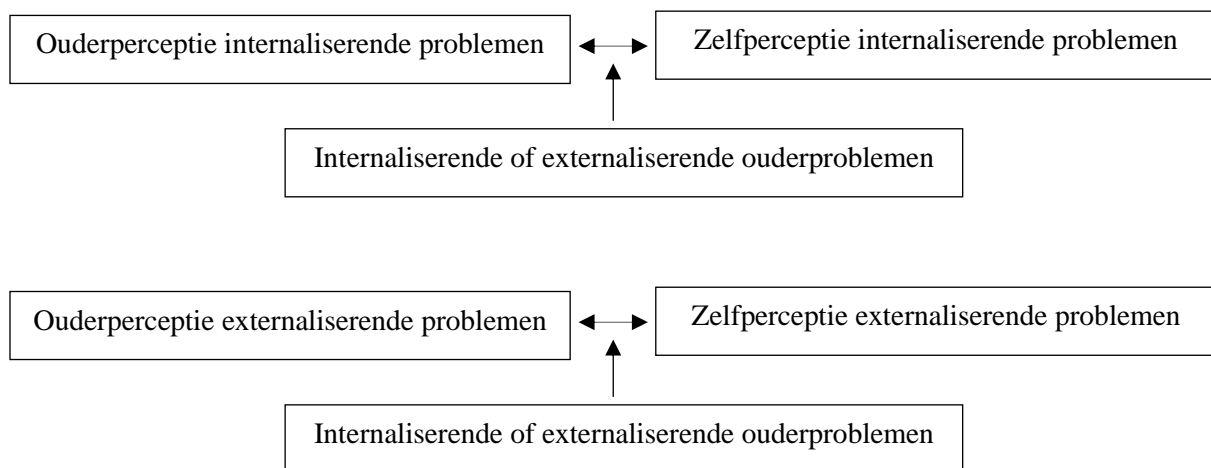 Ouderperceptie internaliserende problemen
Zelfperceptie internaliserende problemen
Internaliserende of externaliserende ouderproblemen
Ouderperceptie externaliserende problemen
Zelfperceptie externaliserende problemen
Internaliserende of externaliserende ouderproblemen